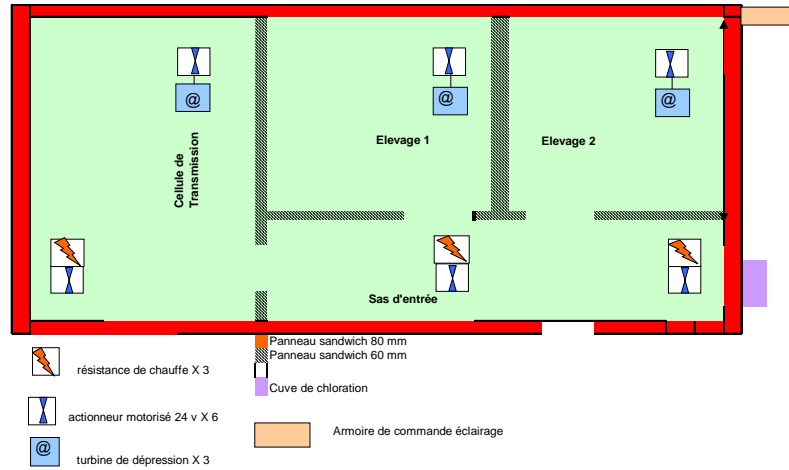 @
@
@
Cellule de
Transmission
Elevage 1
Elevage 2
Sas d'entrée
Panneau sandwich 80 mm
Panneau sandwich 60 mm
Cuve de chloration
résistance de chauffe X 3
actionneur motorisé 24 v X 6
@
turbine de dépression X 3
Armoire de commande éclairage